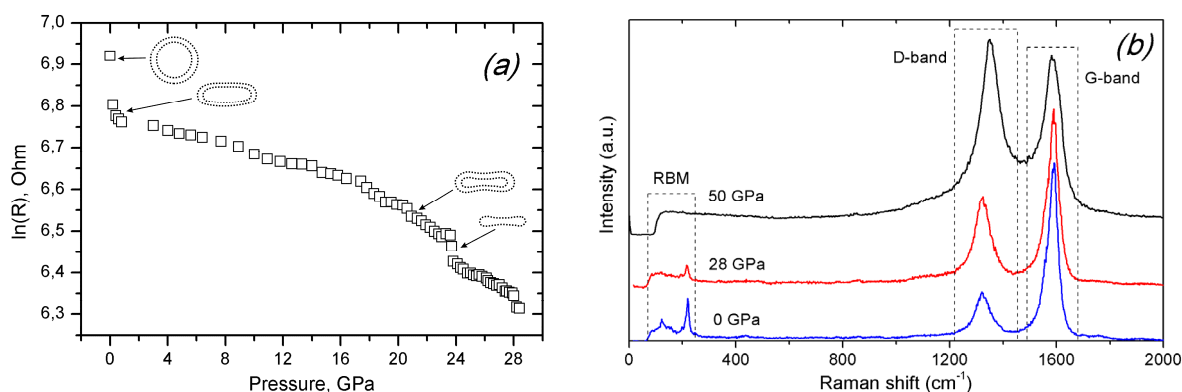 (a)
ln(R), Ohm
7,0
6,9
6,8
6,7
6,6
6,5
6,4
6,3
0 4 8 12 16 20 24 28
Pressure, GPa
(b)
D-band
G-band
RBM
50 GPa
28 GPa
0 GPa
Intensity (a.u.)
0 400 800 1200 1600 2000
Raman shift (cm⁻¹)